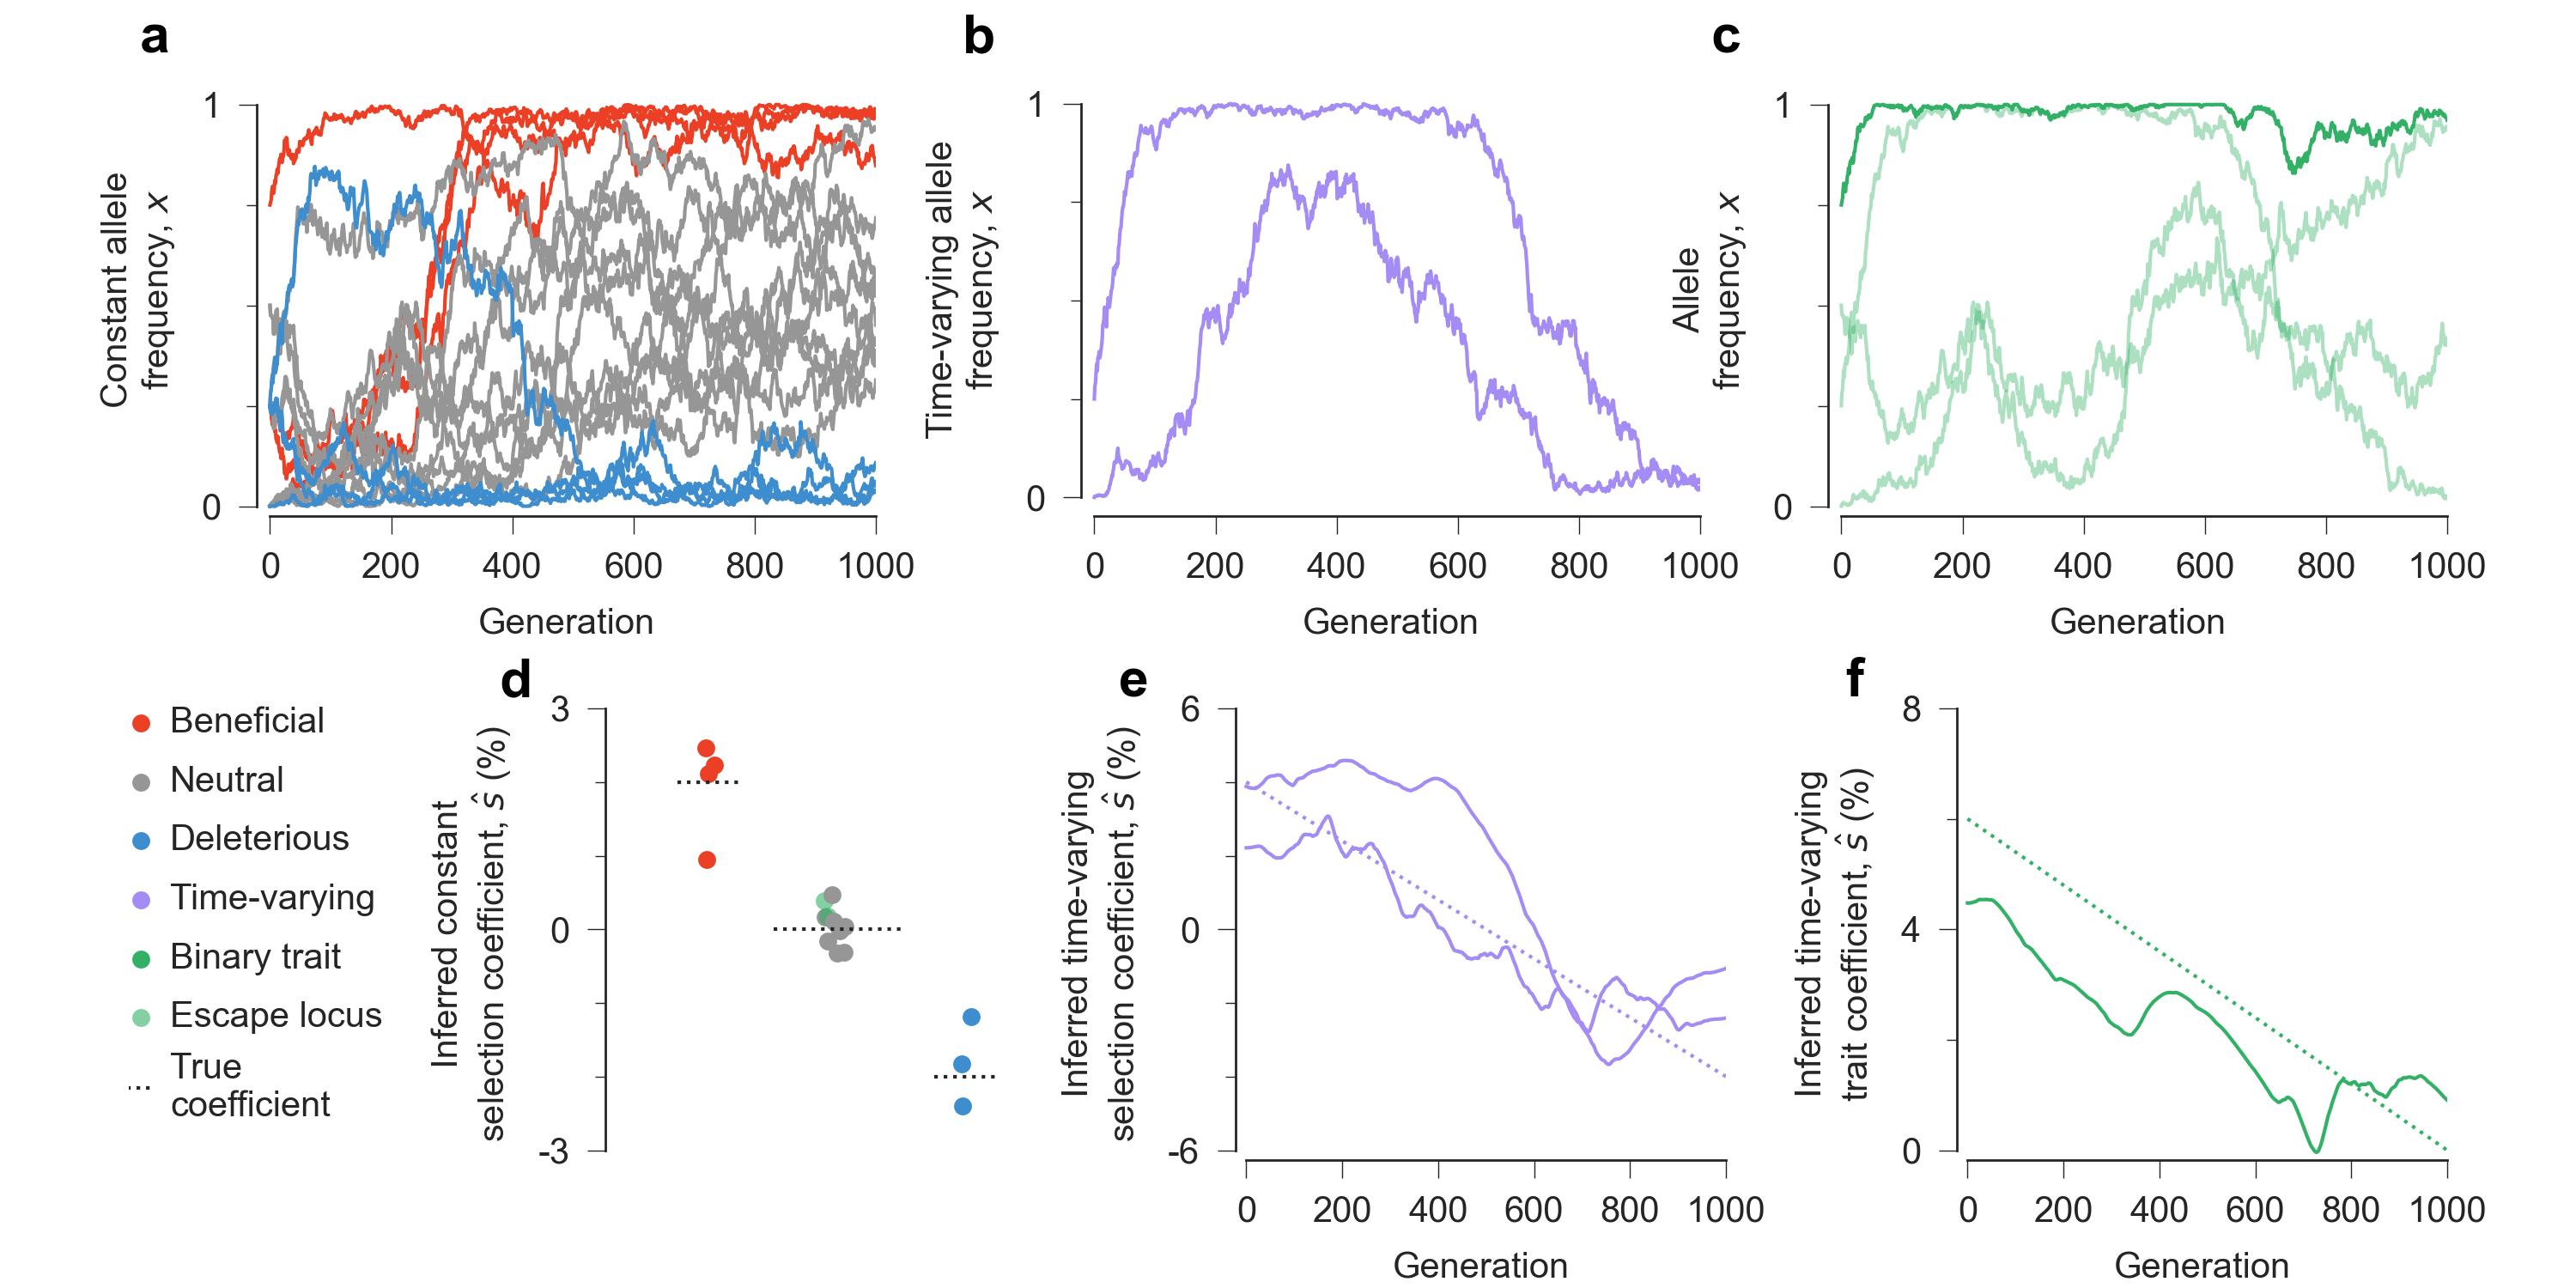 a
Constant allele
frequency, x
1
0
0 200 400 600 800 1000
Generation
b
Time-varying allele
frequency, x
1
0
0 200 400 600 800 1000
Generation
c
Allele
frequency, x
1
0
0 200 400 600 800 1000
Generation
Beneficial
Neutral
Deleterious
Time-varying
Binary trait
Escape locus
True
coefficient
d
Inferred constant
selection coefficient, ŝ (%)
3
0
-3
e
Inferred time-varying
selection coefficient, ŝ (%)
6
0
-6
0 200 400 600 800 1000
Generation
f
Inferred time-varying
trait coefficient, ŝ (%)
8
4
0
0 200 400 600 800 1000
Generation